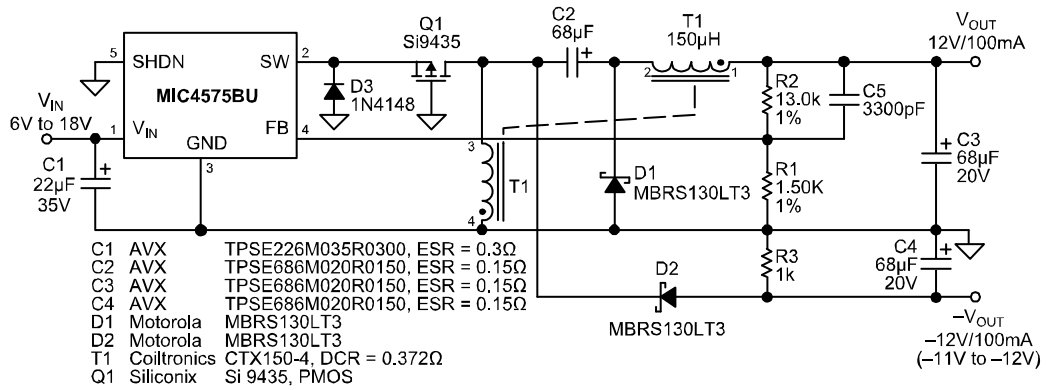 C2
68µF
T1
150µH
Q1
Si9435
VOUT
12V/100mA
5
SHDN
SW
2
MIC4575BU
D3
1N4148
2
1
R2
13.0k
1%
C5
3300pF
VIN
6V to 18V
1
VIN
FB
4
GND
3
C1
22µF
35V
3
T1
4
D1
MBRS130LT3
R1
1.50K
1%
C3
68µF
20V
C1 AVX TPSE226M035R0300, ESR = 0.3Ω
C2 AVX TPSE686M020R0150, ESR = 0.15Ω
C3 AVX TPSE686M020R0150, ESR = 0.15Ω
C4 AVX TPSE686M020R0150, ESR = 0.15Ω
D1 Motorola MBRS130LT3
D2 Motorola MBRS130LT3
T1 Coiltronics CTX150-4, DCR = 0.372Ω
Q1 Siliconix Si 9435, PMOS
D2
MBRS130LT3
R3
1k
C4
68µF
20V
–VOUT
–12V/100mA
(–11V to –12V)